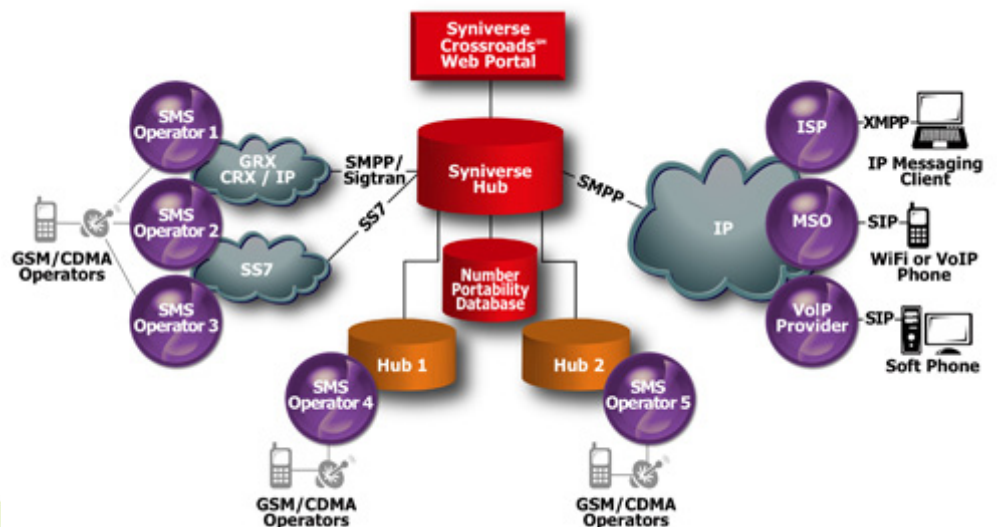 Syniverse
Crossroads℠
Web Portal
SMS
Operator 1
GRX
CRX / IP
SMPP/
Sigtran
Syniverse
Hub
SMPP
IP
ISP
XMPP
IP Messaging
Client
SMS
Operator 2
GSM/CDMA
Operators
SS7
SS7
MSO
SIP
WiFi or VoIP
Phone
SMS
Operator 3
Number
Portability
Database
VoIP
Provider
SIP
Soft Phone
Hub 1
Hub 2
SMS
Operator 4
SMS
Operator 5
GSM/CDMA
Operators
GSM/CDMA
Operators